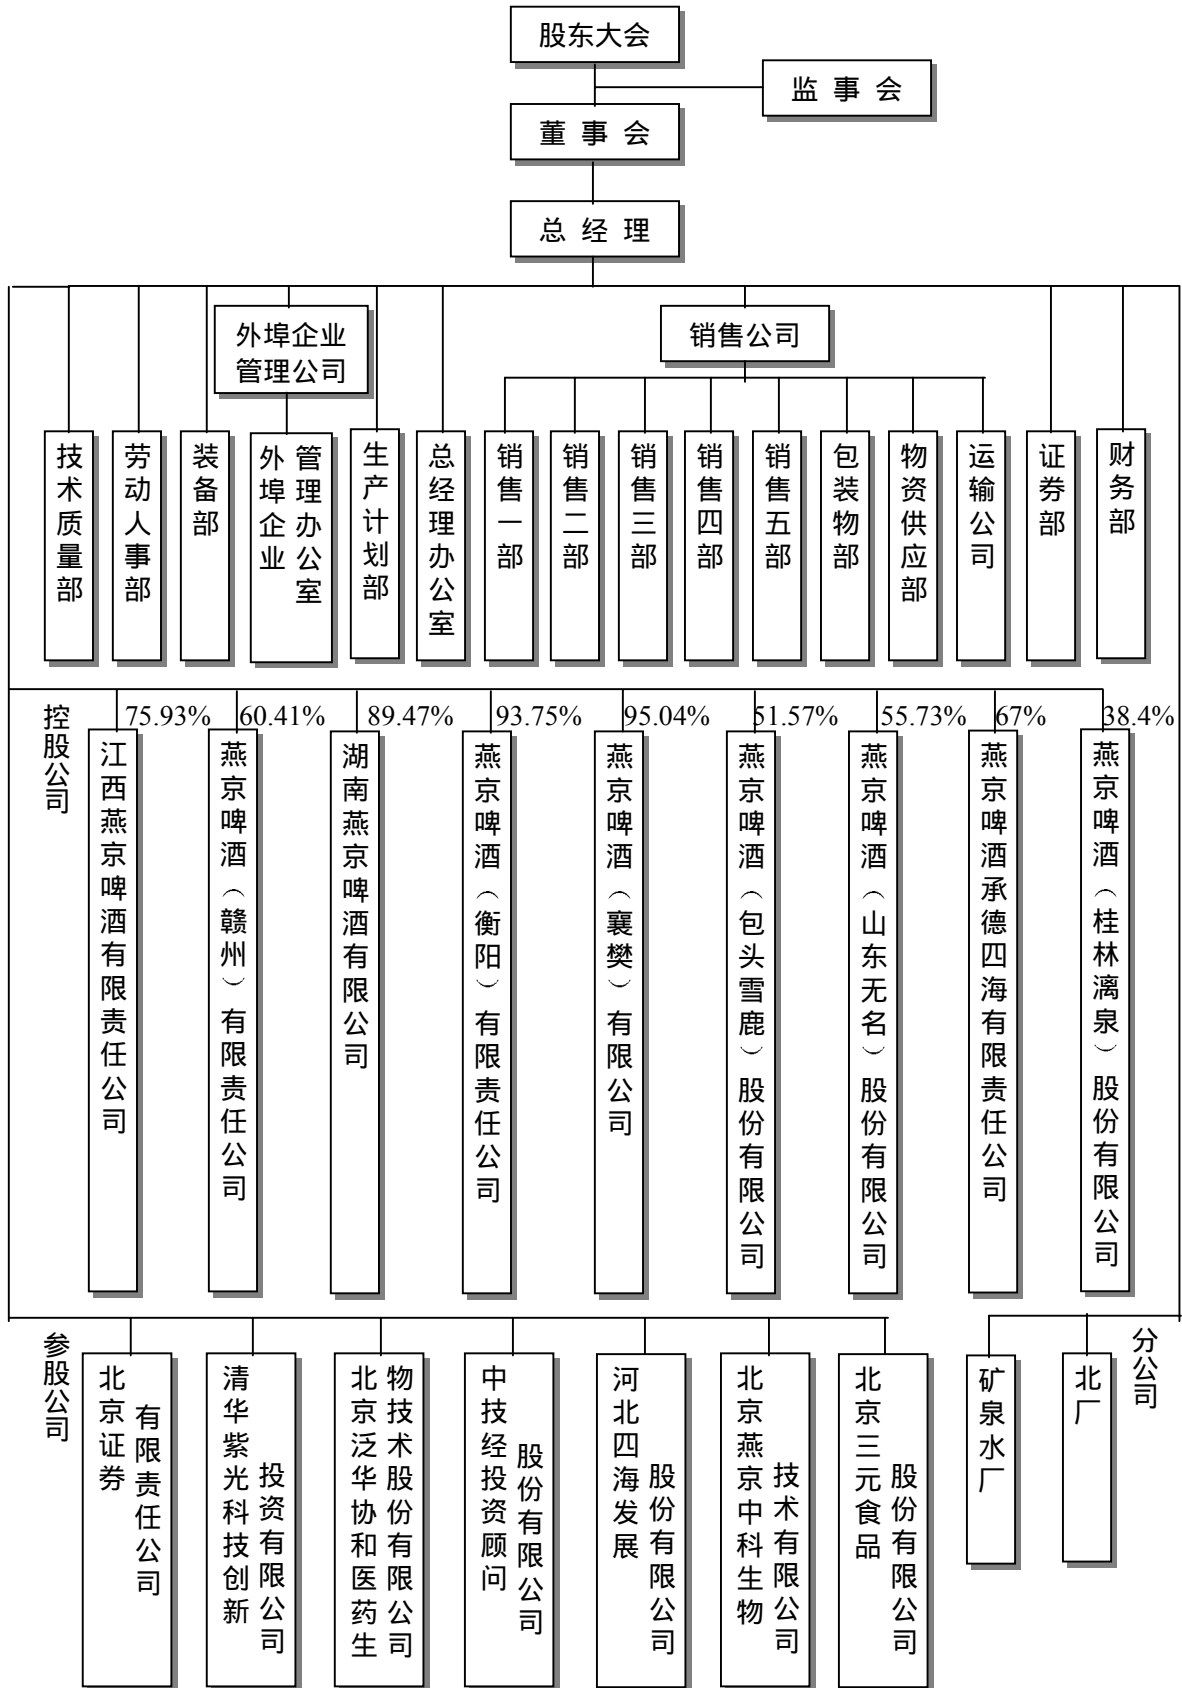 股东大会
监 事 会
董 事 会
总 经 理
外埠企业
管理公司
销售公司
技术质量部
劳动人事部
装备部
外埠企业
管理办公室
生产计划部
总经理办公室
销售一部
销售二部
销售三部
销售四部
销售五部
包装物部
物资供应部
运输公司
证券部
财务部
控股公司
75.93%
60.41%
89.47%
93.75%
95.04%
51.57%
55.73%
67%
38.4%
江西燕京啤酒有限责任公司
燕京啤酒（赣州）有限责任公司
湖南燕京啤酒有限公司
燕京啤酒（衡阳）有限责任公司
燕京啤酒（襄樊）有限公司
燕京啤酒（包头雪鹿）股份有限公司
燕京啤酒（山东无名）股份有限公司
燕京啤酒承德四海有限责任公司
燕京啤酒（桂林漓泉）股份有限公司
参股公司
北京证券
有限责任公司
清华紫光科技创新
投资有限公司
北京泛华协和医药生
物技术股份有限公司
中技经投资顾问
股份有限公司
河北四海发展
股份有限公司
北京燕京中科生物
技术有限公司
北京三元食品
股份有限公司
矿泉水厂
北厂
分公司